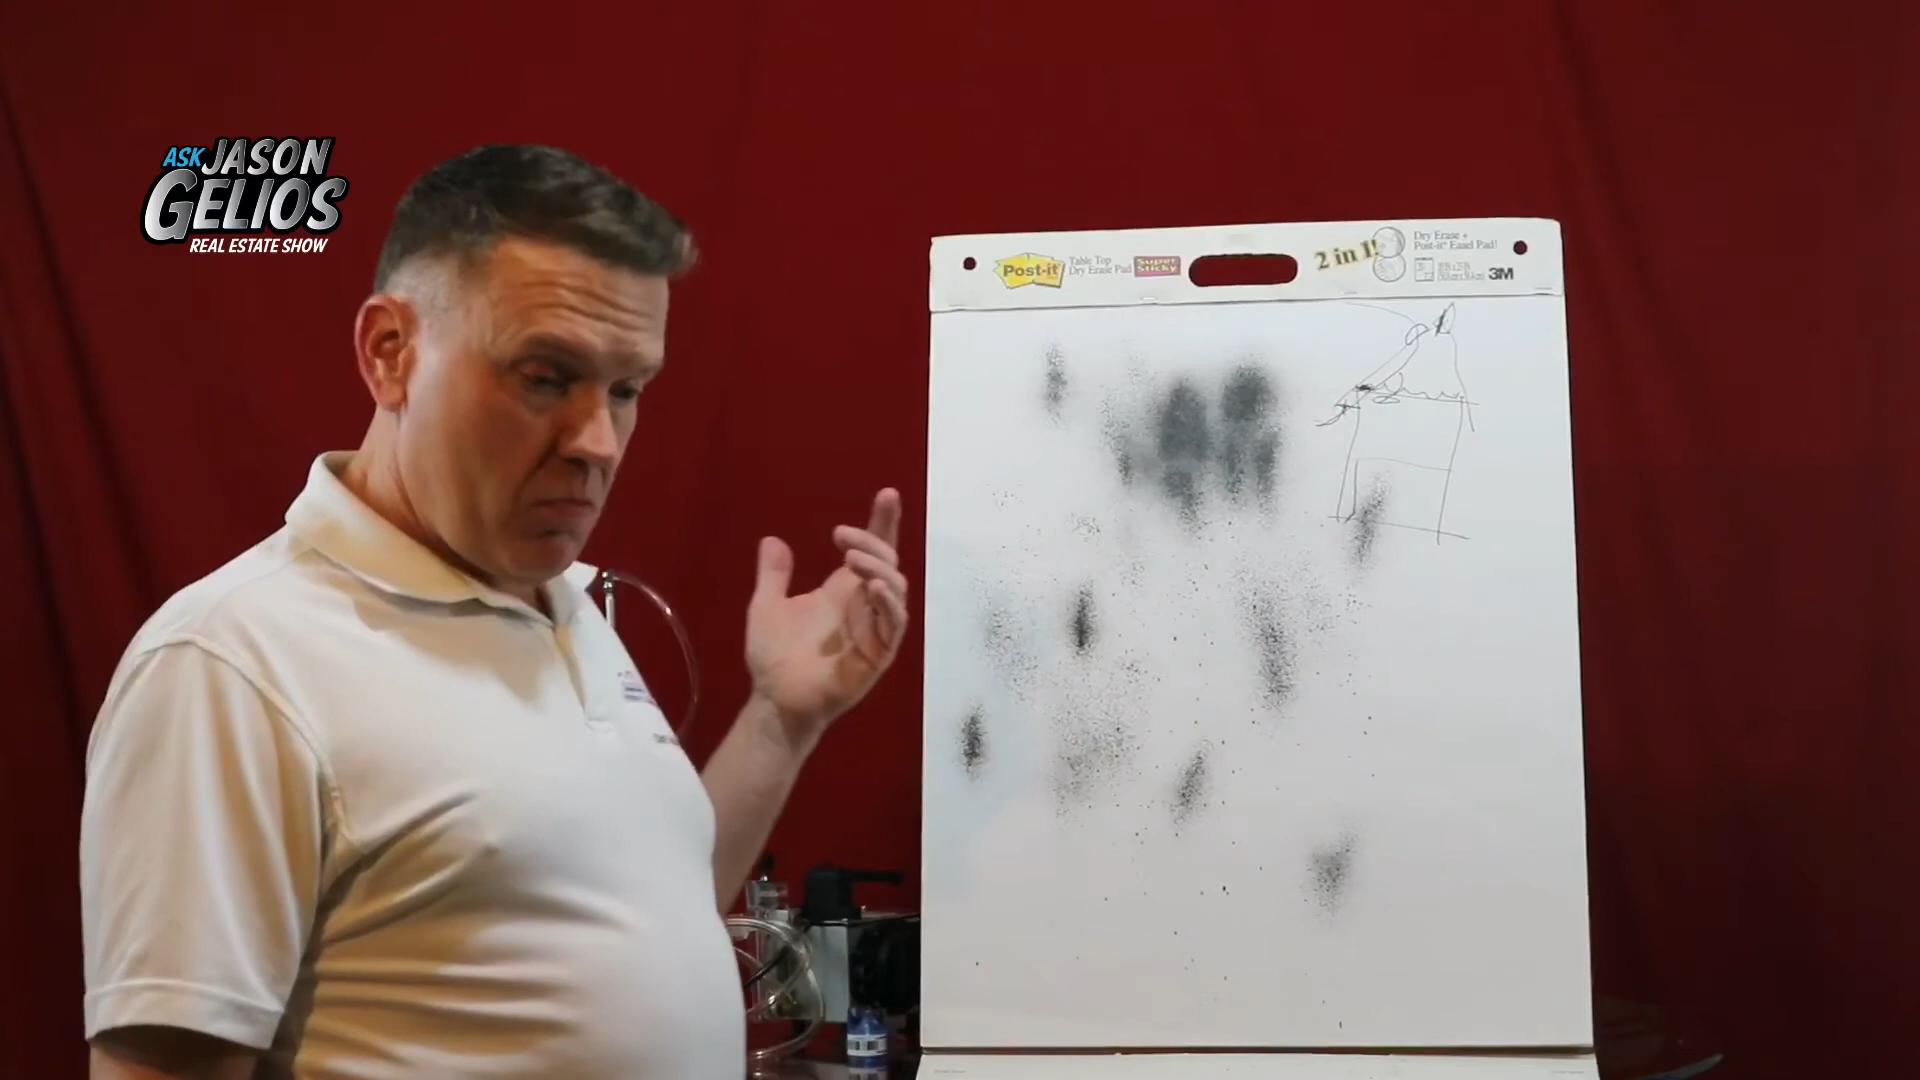 ASK JASON
GELIOS
REAL ESTATE SHOW
Post-it
Table Top
Dry Erase Pad
Super
Sticky
2 in 1!
Dry Erase +
Post-it® Easel Pad!
3M